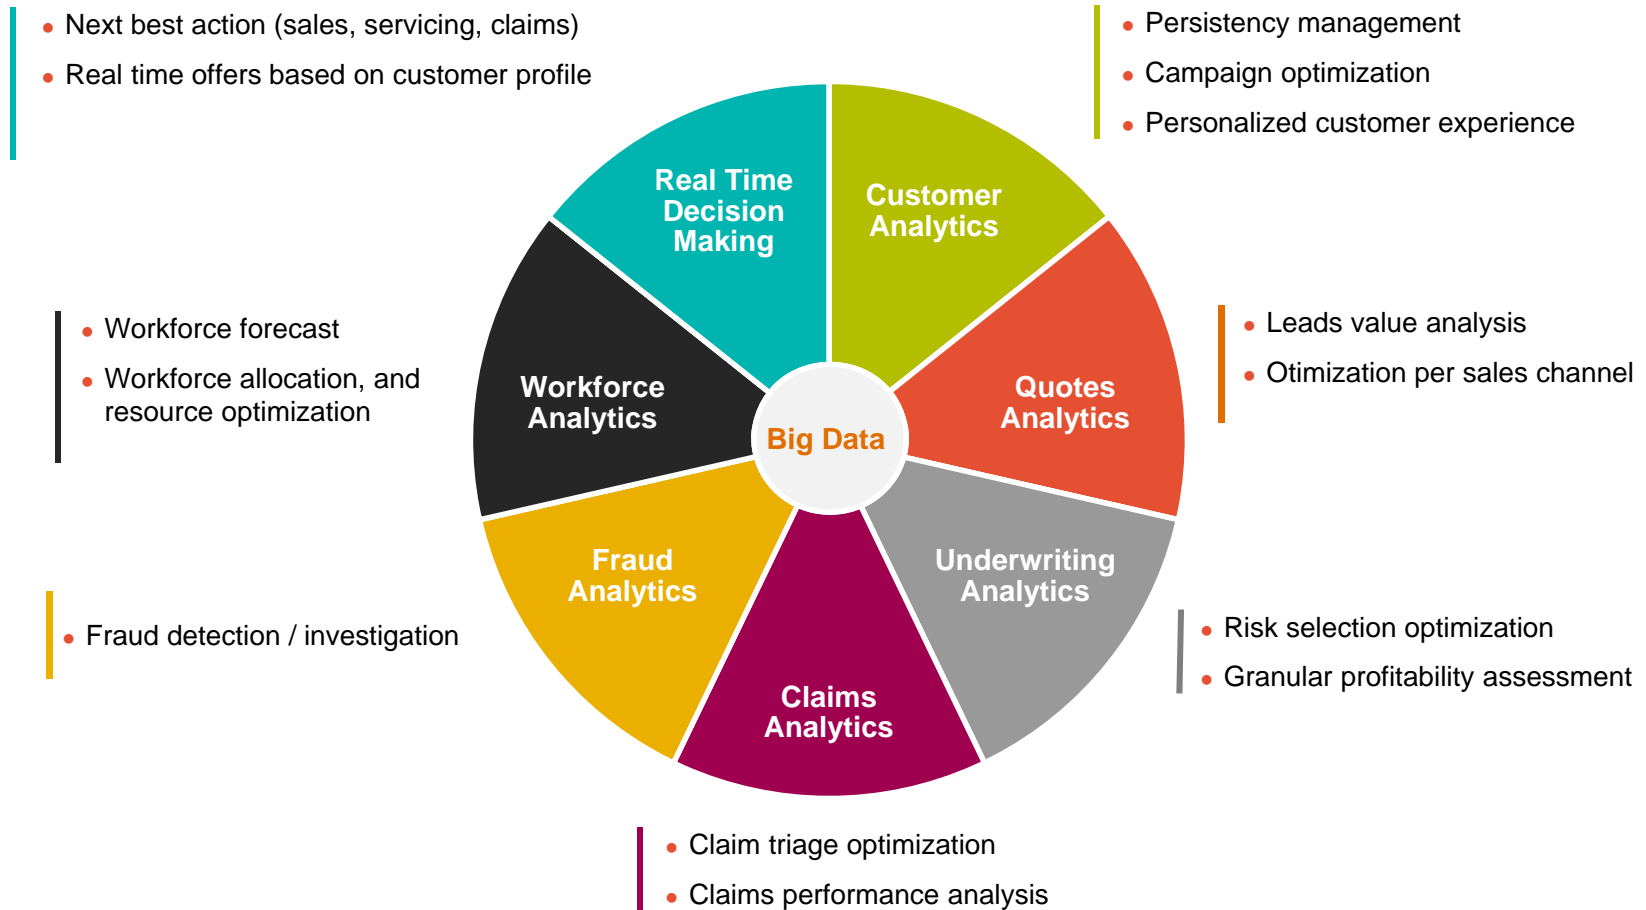 Next best action (sales, servicing, claims)
Real time offers based on customer profile
Persistency management
Campaign optimization
Personalized customer experience
Real Time
Decision
Making
Customer
Analytics
Workforce forecast
Workforce allocation, and
resource optimization
Workforce
Analytics
Quotes
Analytics
Leads value analysis
Otimization per sales channel
Big Data
Fraud
Analytics
Underwriting
Analytics
Fraud detection / investigation
Risk selection optimization
Granular profitability assessment
Claims
Analytics
Claim triage optimization
Claims performance analysis